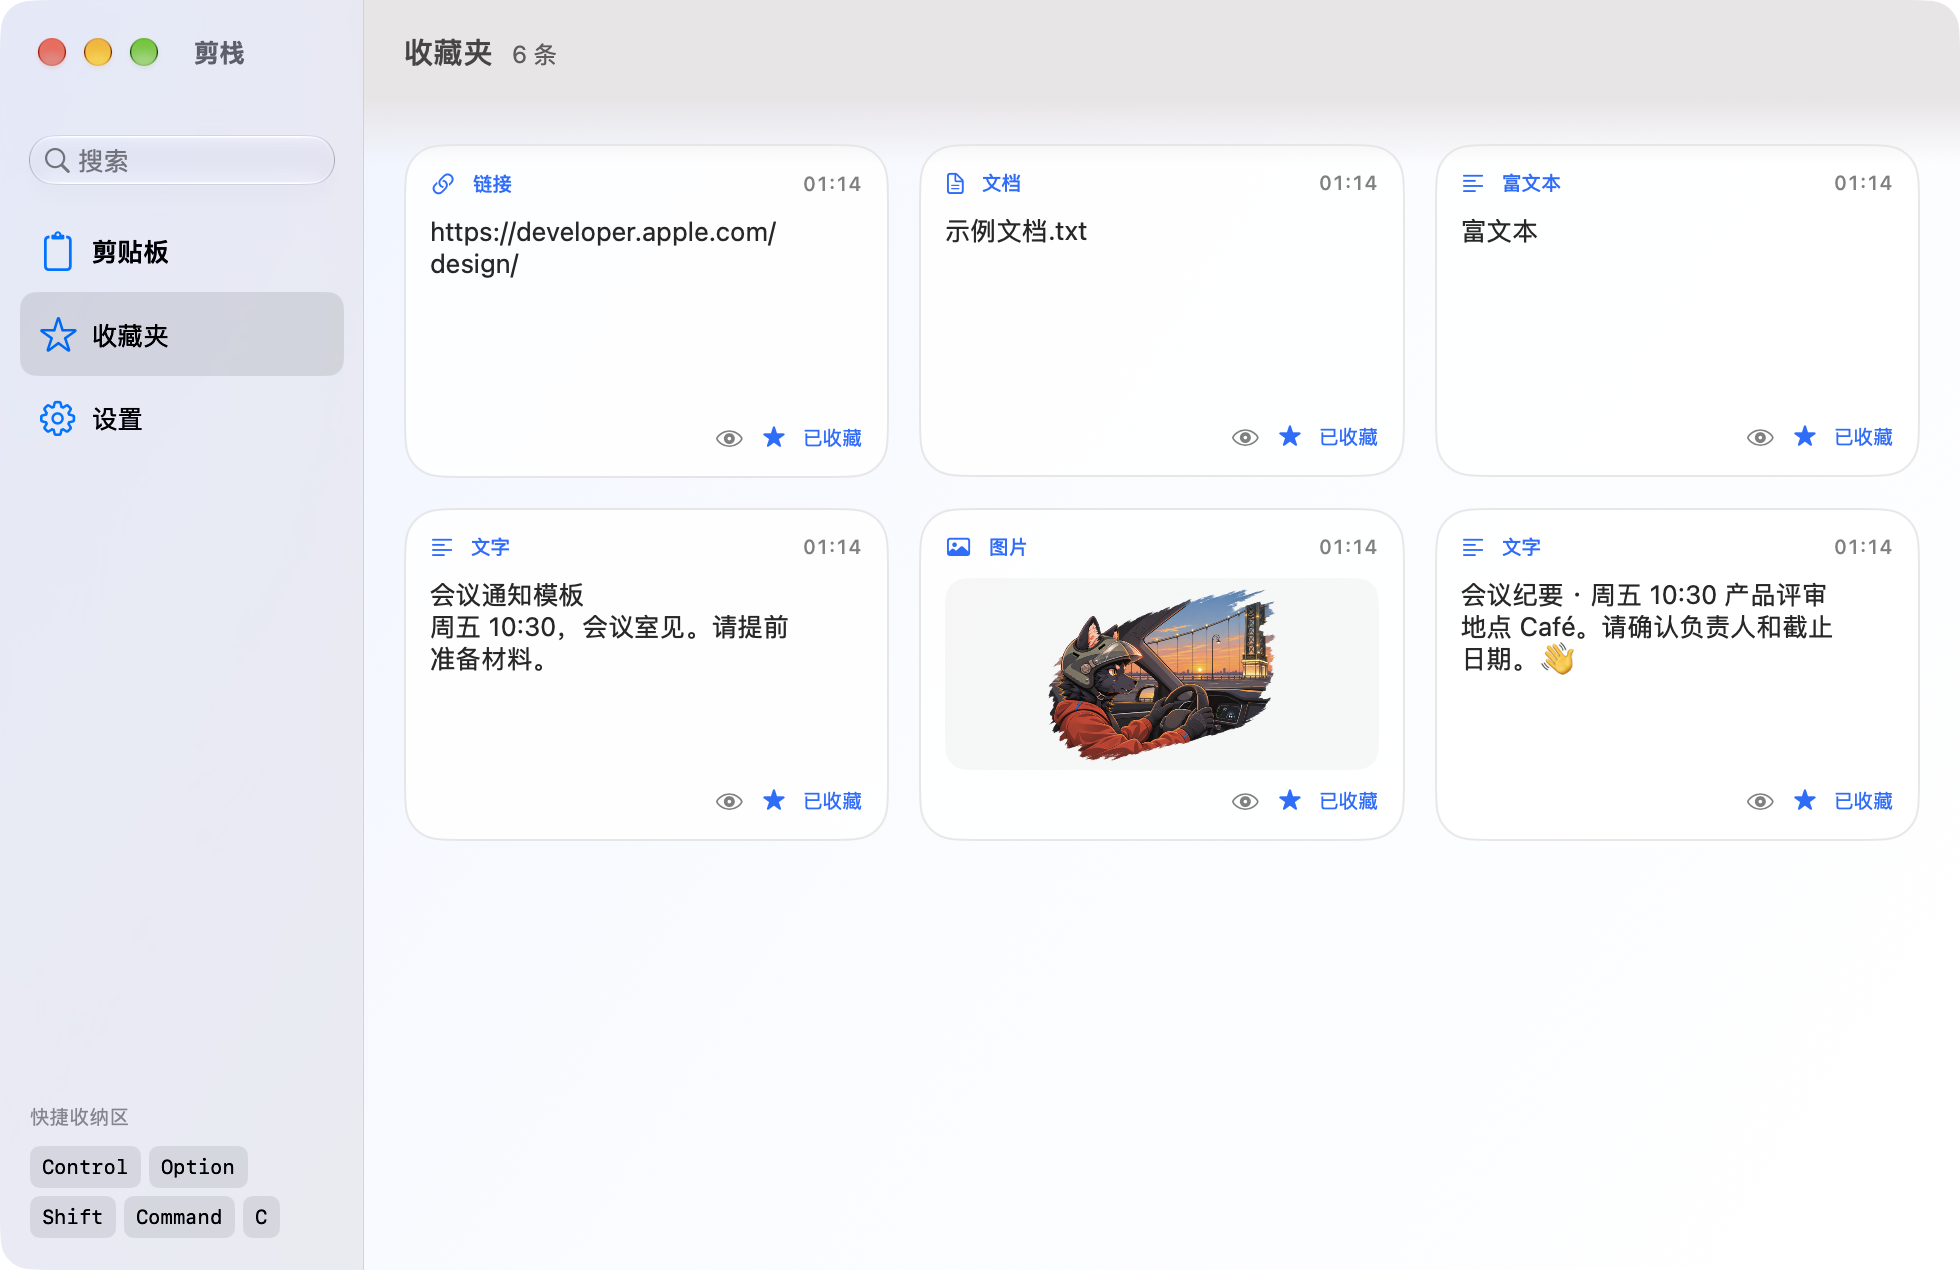 剪栈
搜索
剪贴板
收藏夹
设置
快捷收纳区
Control Option
Shift Command C
收藏夹 6 条
链接 01:14
https://developer.apple.com/
design/
已收藏
文档 01:14
示例文档.txt
已收藏
富文本 01:14
富文本
已收藏
文字 01:14
会议通知模板
周五 10:30，会议室见。请提前
准备材料。
已收藏
图片 01:14
已收藏
文字 01:14
会议纪要 · 周五 10:30 产品评审
地点 Café。请确认负责人和截止
日期。👋
已收藏